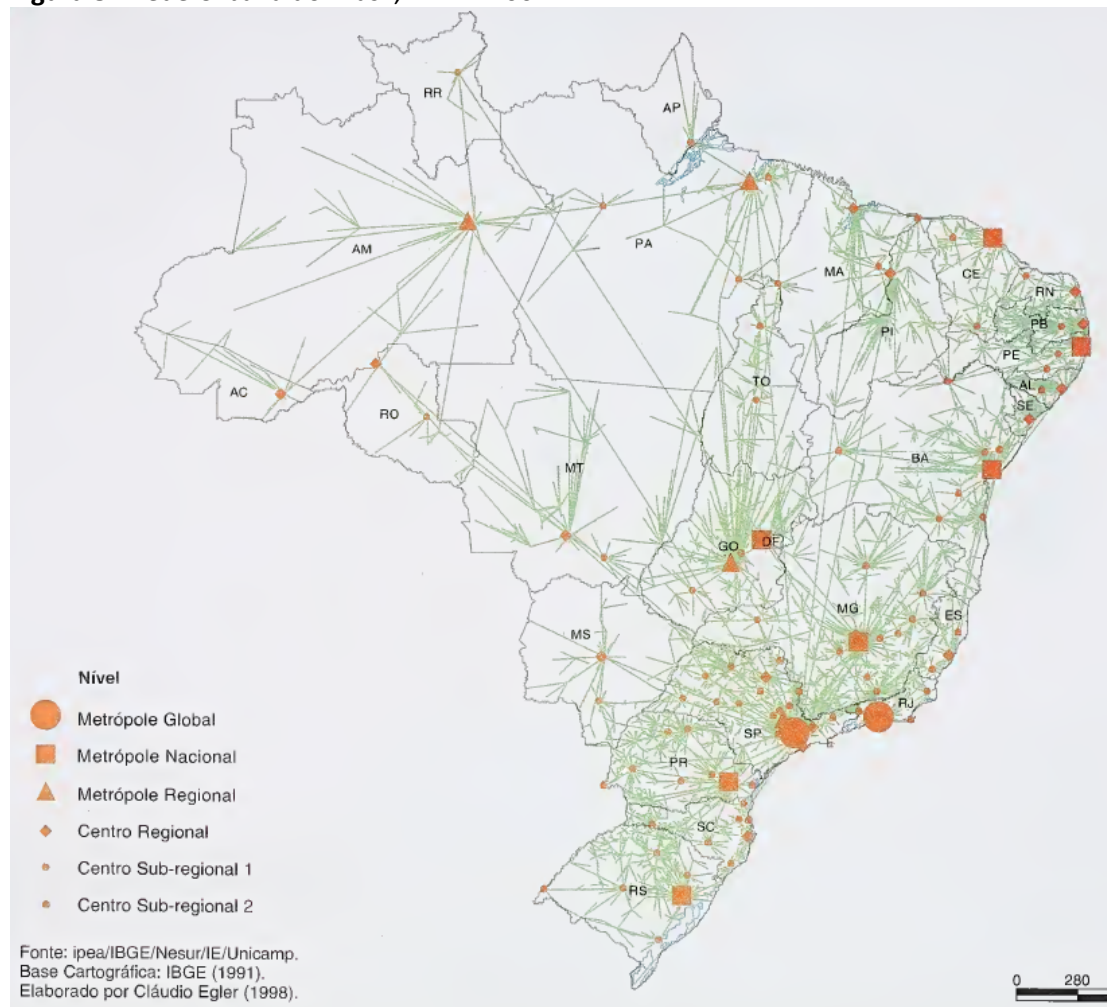 RR
AP
AM
PA
MA
CE
RN
PB
PI
PE
AC
TO
AL
SE
RO
BA
MT
GO
DF
MG
ES
MS
RJ
SP
PR
SC
RS
Nível
Metrópole Global
Metrópole Nacional
Metrópole Regional
Centro Regional
Centro Sub-regional 1
Centro Sub-regional 2
Fonte: ipea/IBGE/Nesur/IE/Unicamp.
Base Cartográfica: IBGE (1991).
Elaborado por Cláudio Egler (1998).
0 280